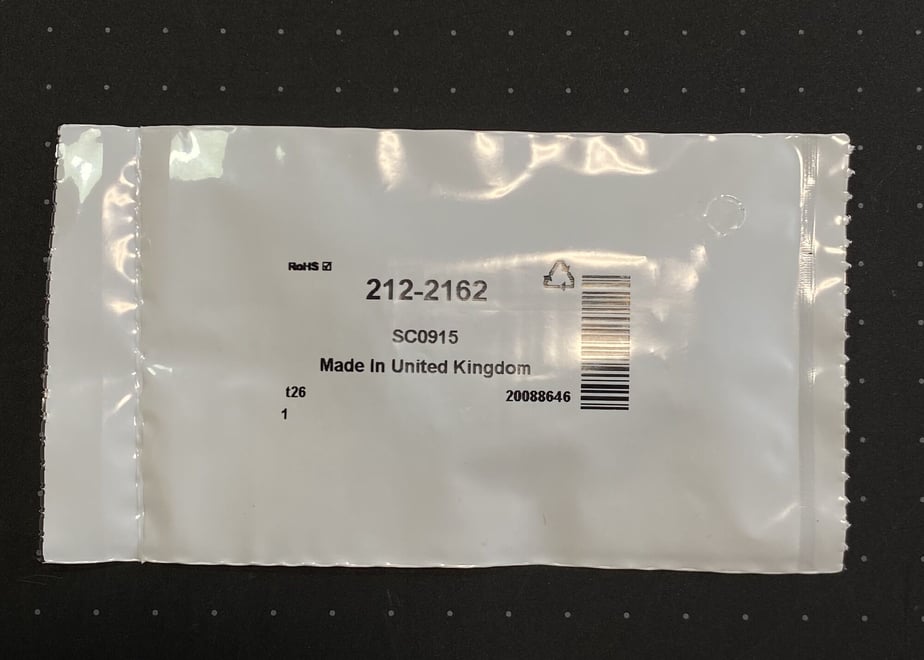 RoHS ☑
212-2162
SC0915
Made In United Kingdom
t26
20088646
1